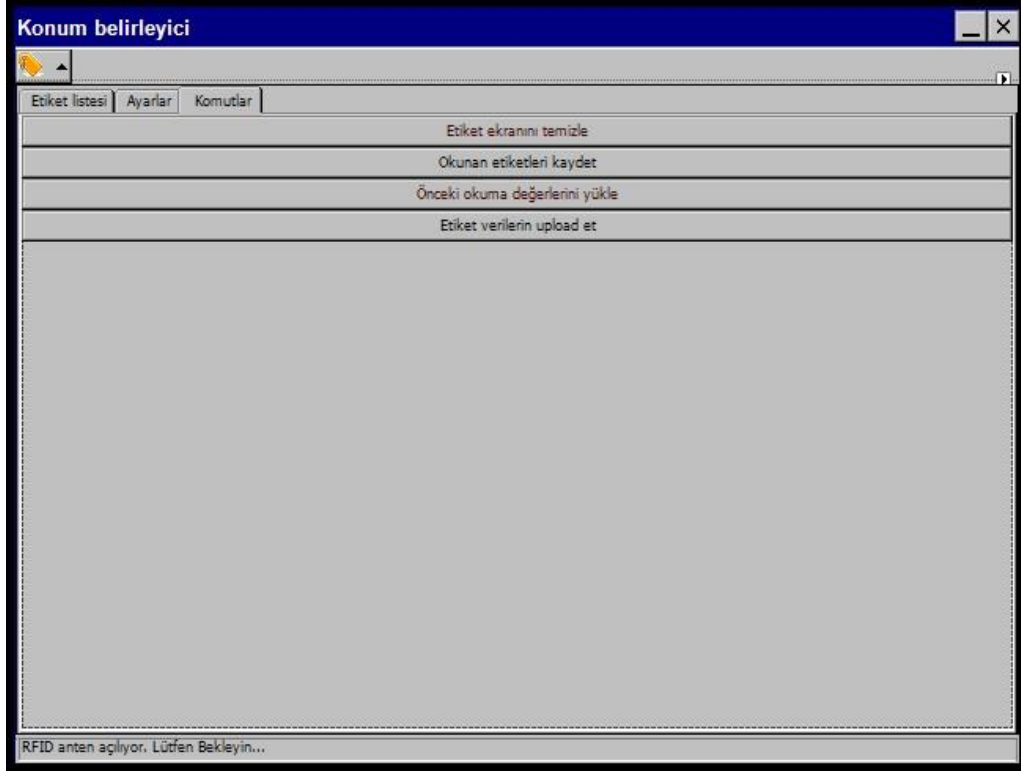 Konum belirleyici
Etiket listesi Ayarlar Komutlar
Etiket ekranını temizle
Okunan etiketleri kaydet
Önceki okuma değerlerini yükle
Etiket verilerin upload et
RFID anten açılıyor. Lütfen Bekleyin...